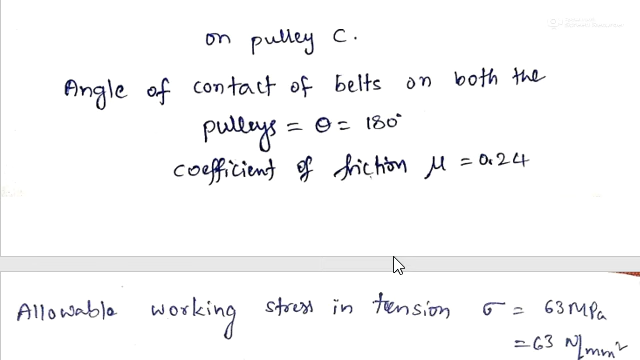 on pulley C.
Angle of contact of belts on both the
pulleys = θ = 180°
coefficient of friction μ = 0.24
Allowable working stress in tension σ = 63 MPa
= 63 N/mm²